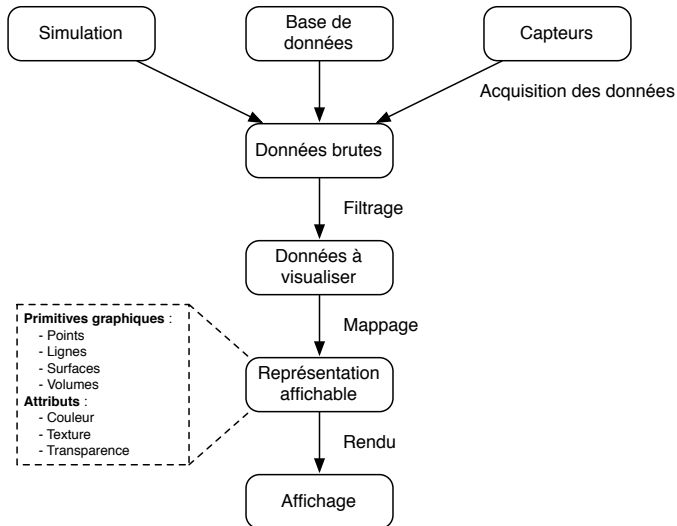 Simulation
Base de
données
Capteurs
Acquisition des données
Données brutes
Filtrage
Données à
visualiser
Mappage
Primitives graphiques :
- Points
- Lignes
- Surfaces
- Volumes
Attributs :
- Couleur
- Texture
- Transparence
Représentation
affichable
Rendu
Affichage